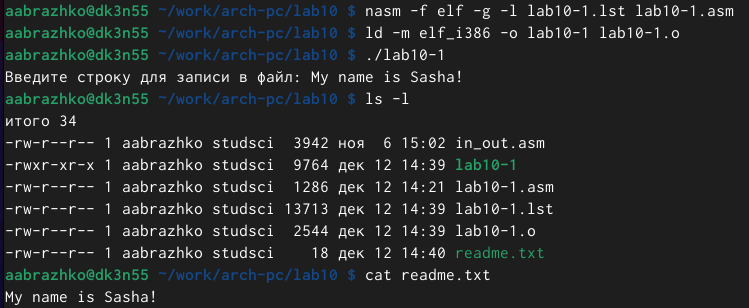 aabrazhko@dk3n55 ~/work/arch-pc/lab10 $ nasm -f elf -g -l lab10-1.lst lab10-1.asm
aabrazhko@dk3n55 ~/work/arch-pc/lab10 $ ld -m elf_i386 -o lab10-1 lab10-1.o
aabrazhko@dk3n55 ~/work/arch-pc/lab10 $ ./lab10-1
Введите строку для записи в файл: My name is Sasha!
aabrazhko@dk3n55 ~/work/arch-pc/lab10 $ ls -l
итого 34
-rw-r--r-- 1 aabrazhko studsci  3942 ноя  6 15:02 in_out.asm
-rwxr-xr-x 1 aabrazhko studsci  9764 дек 12 14:39 lab10-1
-rw-r--r-- 1 aabrazhko studsci  1286 дек 12 14:21 lab10-1.asm
-rw-r--r-- 1 aabrazhko studsci 13713 дек 12 14:39 lab10-1.lst
-rw-r--r-- 1 aabrazhko studsci  2544 дек 12 14:39 lab10-1.o
-rw-r--r-- 1 aabrazhko studsci    18 дек 12 14:40 readme.txt
aabrazhko@dk3n55 ~/work/arch-pc/lab10 $ cat readme.txt
My name is Sasha!